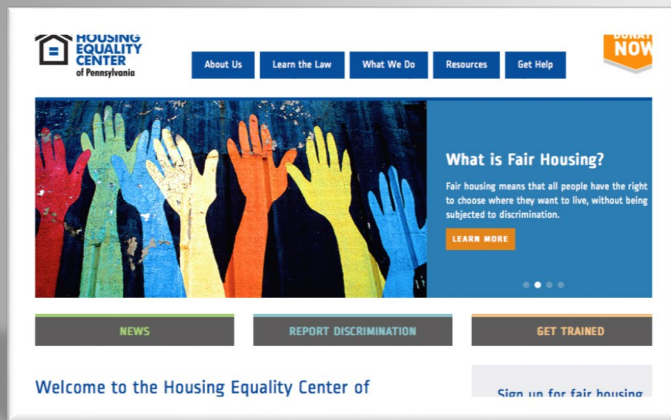 HOUSING
EQUALITY
CENTER
of Pennsylvania
About Us
Learn the Law
What We Do
Resources
Get Help
DONATE
NOW
What is Fair Housing?
Fair housing means that all people have the right
to choose where they want to live, without being
subjected to discrimination.
LEARN MORE
NEWS
REPORT DISCRIMINATION
GET TRAINED
Welcome to the Housing Equality Center of
Sign up for fair housing